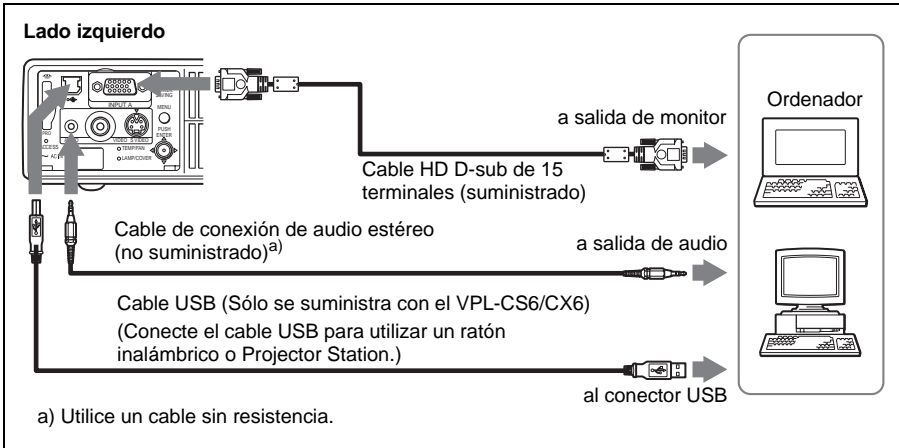 Lado izquierdo
INPUT A
SAVING
MENU
PUSH
ENTER
PRO
ACCESS
VIDEO S VIDEO
TEMP/FAN
LAMP/COVER
a salida de monitor
Ordenador
Cable HD D-sub de 15
terminales (suministrado)
Cable de conexión de audio estéreo
(no suministrado)a)
a salida de audio
Cable USB (Sólo se suministra con el VPL-CS6/CX6)
(Conecte el cable USB para utilizar un ratón
inalámbrico o Projector Station.)
al conector USB
a) Utilice un cable sin resistencia.